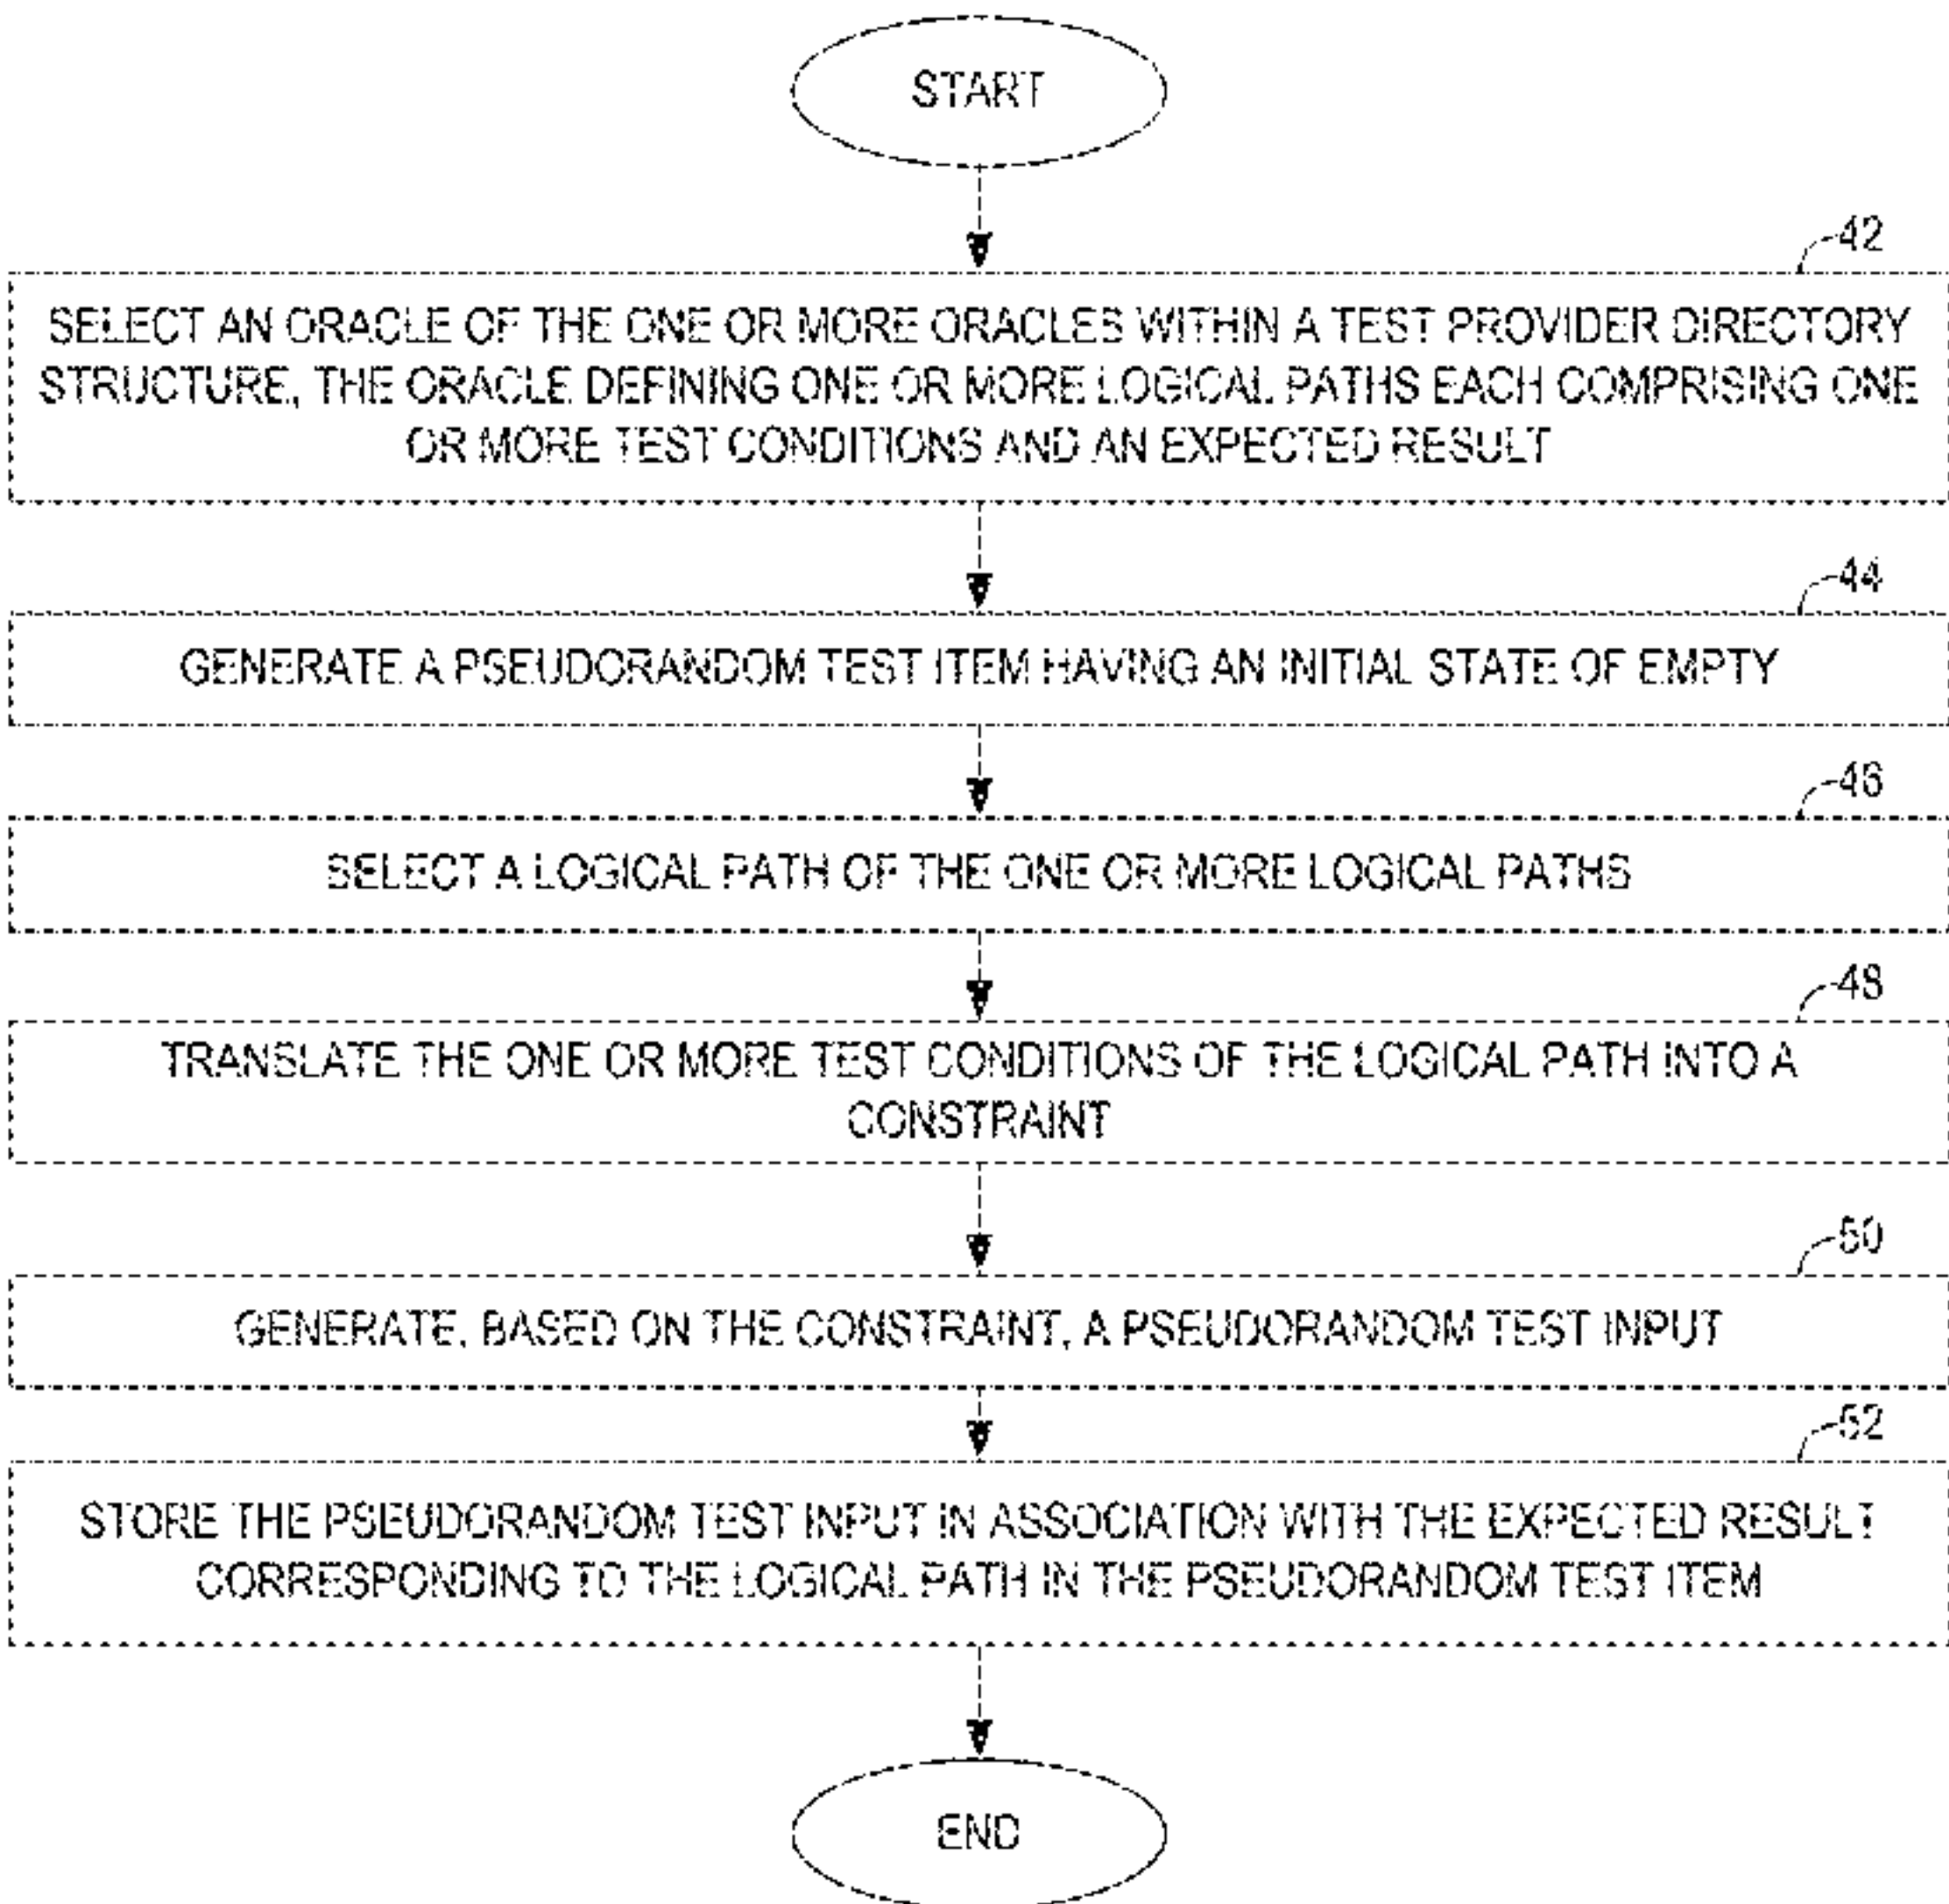 START
42
SELECT AN ORACLE OF THE ONE OR MORE ORACLES WITHIN A TEST PROVIDER DIRECTORY
STRUCTURE, THE ORACLE DEFINING ONE OR MORE LOGICAL PATHS EACH COMPRISING ONE
OR MORE TEST CONDITIONS AND AN EXPECTED RESULT
44
GENERATE A PSEUDORANDOM TEST ITEM HAVING AN INITIAL STATE OF EMPTY
46
SELECT A LOGICAL PATH OF THE ONE OR MORE LOGICAL PATHS
48
TRANSLATE THE ONE OR MORE TEST CONDITIONS OF THE LOGICAL PATH INTO A
CONSTRAINT
50
GENERATE, BASED ON THE CONSTRAINT, A PSEUDORANDOM TEST INPUT
52
STORE THE PSEUDORANDOM TEST INPUT IN ASSOCIATION WITH THE EXPECTED RESULT
CORRESPONDING TO THE LOGICAL PATH IN THE PSEUDORANDOM TEST ITEM
END